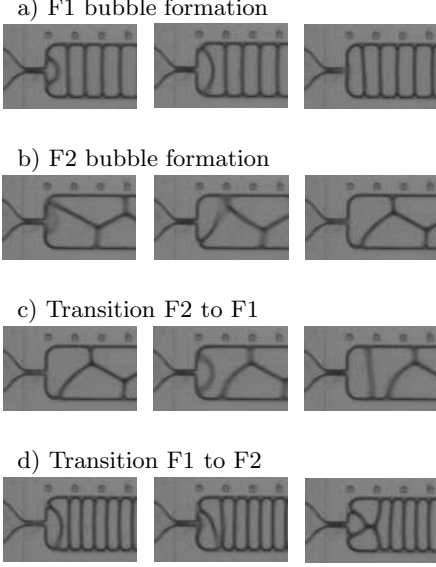 a) F1 bubble formation
b) F2 bubble formation
c) Transition F2 to F1
d) Transition F1 to F2